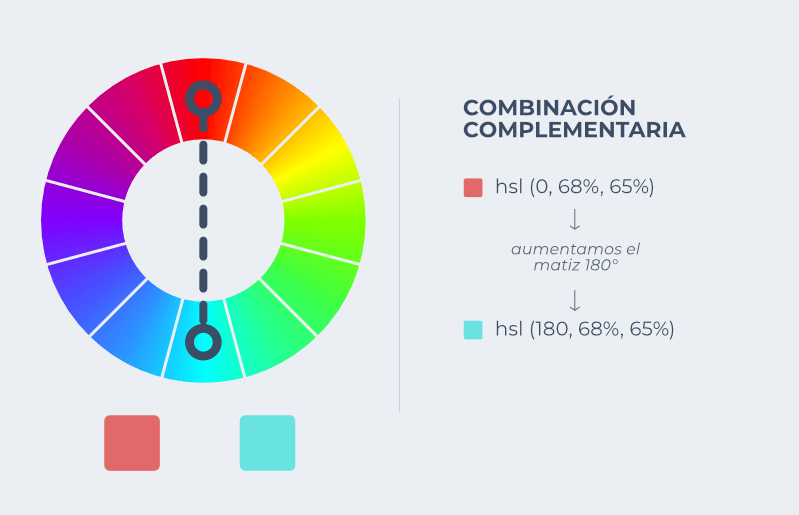 COMBINACIÓN
COMPLEMENTARIA
hsl (0, 68%, 65%)
aumentamos el
matiz 180°
hsl (180, 68%, 65%)